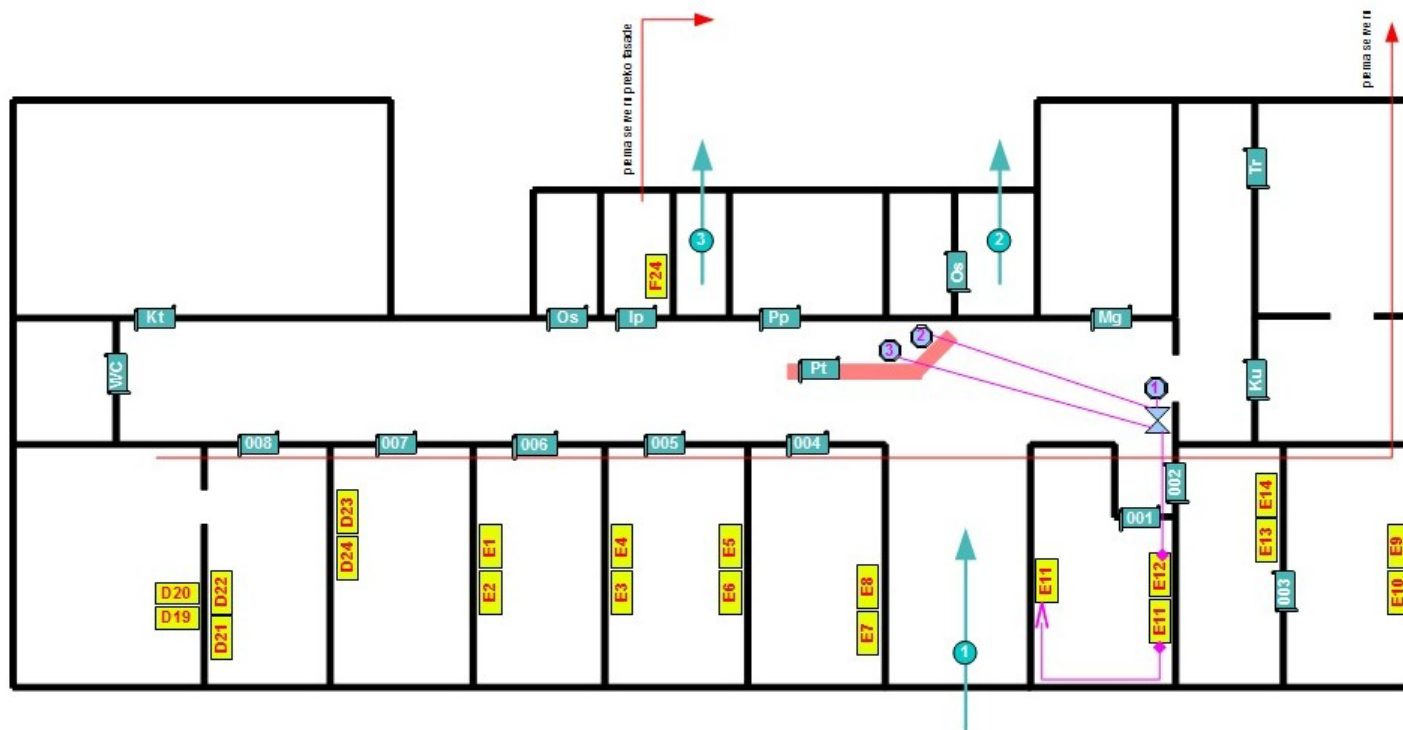 prema serveru preko fasade
prema serveru
Tr
3
2
Os
F24
Kt
Os
Ip
Pp
Mg
2
3
Pt
WC
1
Ku
008
007
006
005
004
002
001
D23
D24
E1
E2
E4
E3
E5
E6
E8
E7
E11
E12
E11
E14
E13
003
E9
E10
D20
D19
D22
D21
1